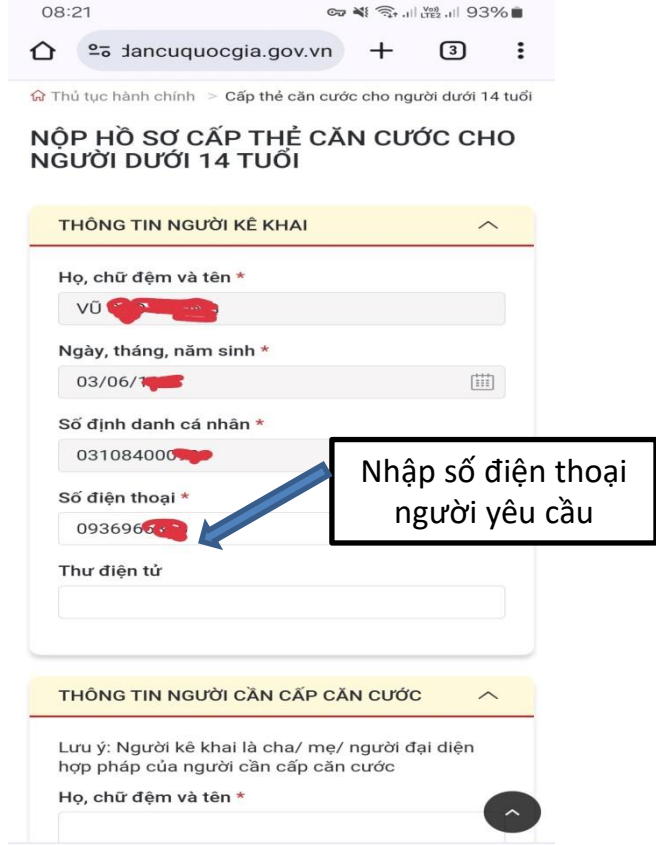 08:21
Vo)) LTE2 93%
dancuquocgia.gov.vn
3
Thủ tục hành chính > Cấp thẻ căn cước cho người dưới 14 tuổi
NỘP HỒ SƠ CẤP THẺ CĂN CƯỚC CHO
NGƯỜI DƯỚI 14 TUỔI
THÔNG TIN NGƯỜI KÊ KHAI
Họ, chữ đệm và tên *
VŨ
Ngày, tháng, năm sinh *
03/06/
Số định danh cá nhân *
031084000
Số điện thoại *
093696
Nhập số điện thoại
người yêu cầu
Thư điện tử
THÔNG TIN NGƯỜI CẦN CẤP CĂN CƯỚC
Lưu ý: Người kê khai là cha/ mẹ/ người đại diện
hợp pháp của người cần cấp căn cước
Họ, chữ đệm và tên *